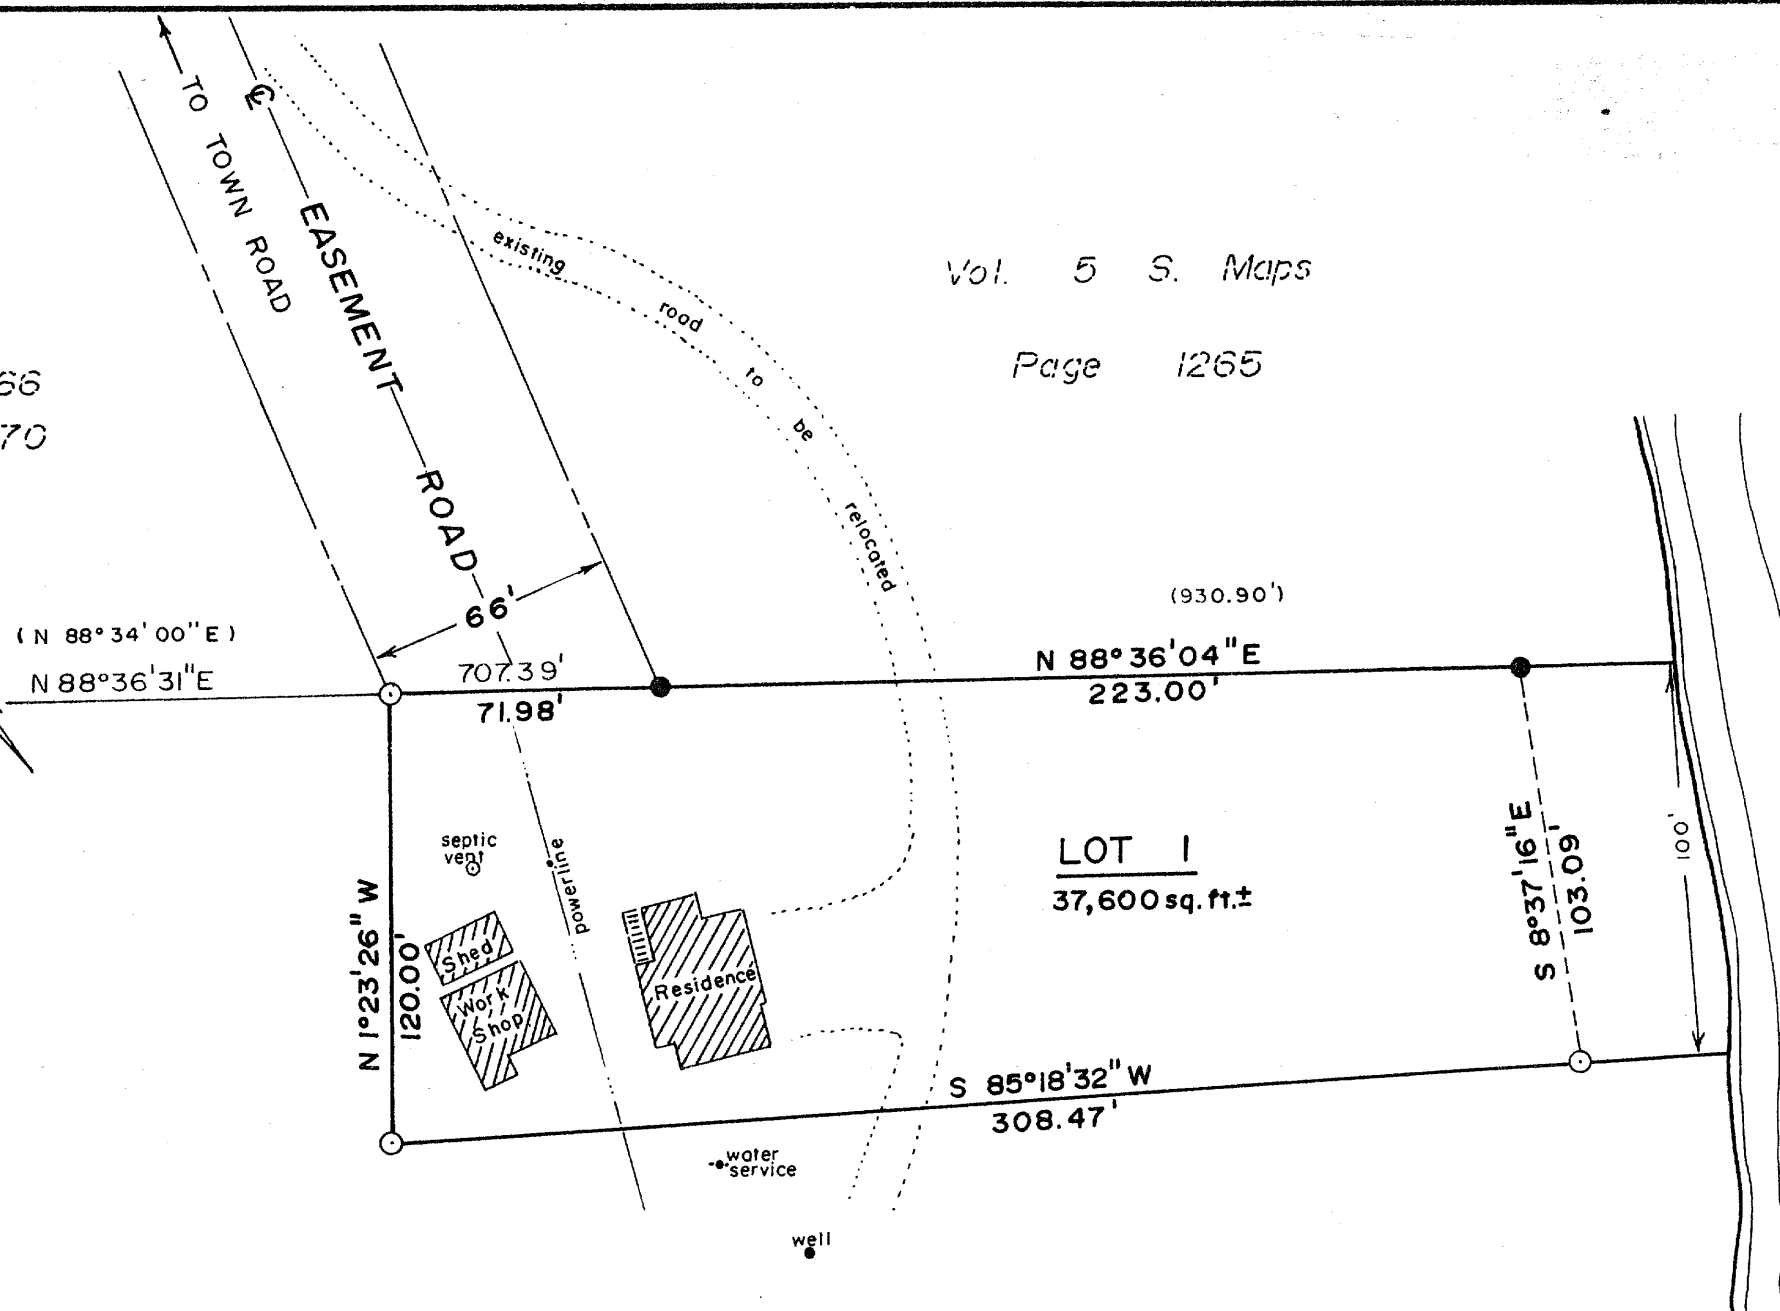 ℄
TO TOWN ROAD
EASEMENT ROAD
existing road to be relocated
Vol. 5 S. Maps
Page 1265
66
70
66'
(930.90')
(N 88°34'00"E)
N 88°36'31"E
707.39'
71.98'
N 88°36'04"E
223.00'
septic
vent
powerline
LOT 1
37,600 sq.ft.±
S 8°37'16"E
103.09'
100'
N 1°23'26" W
120.00'
Shed
Work
Shop
Residence
S 85°18'32" W
308.47'
water
service
well